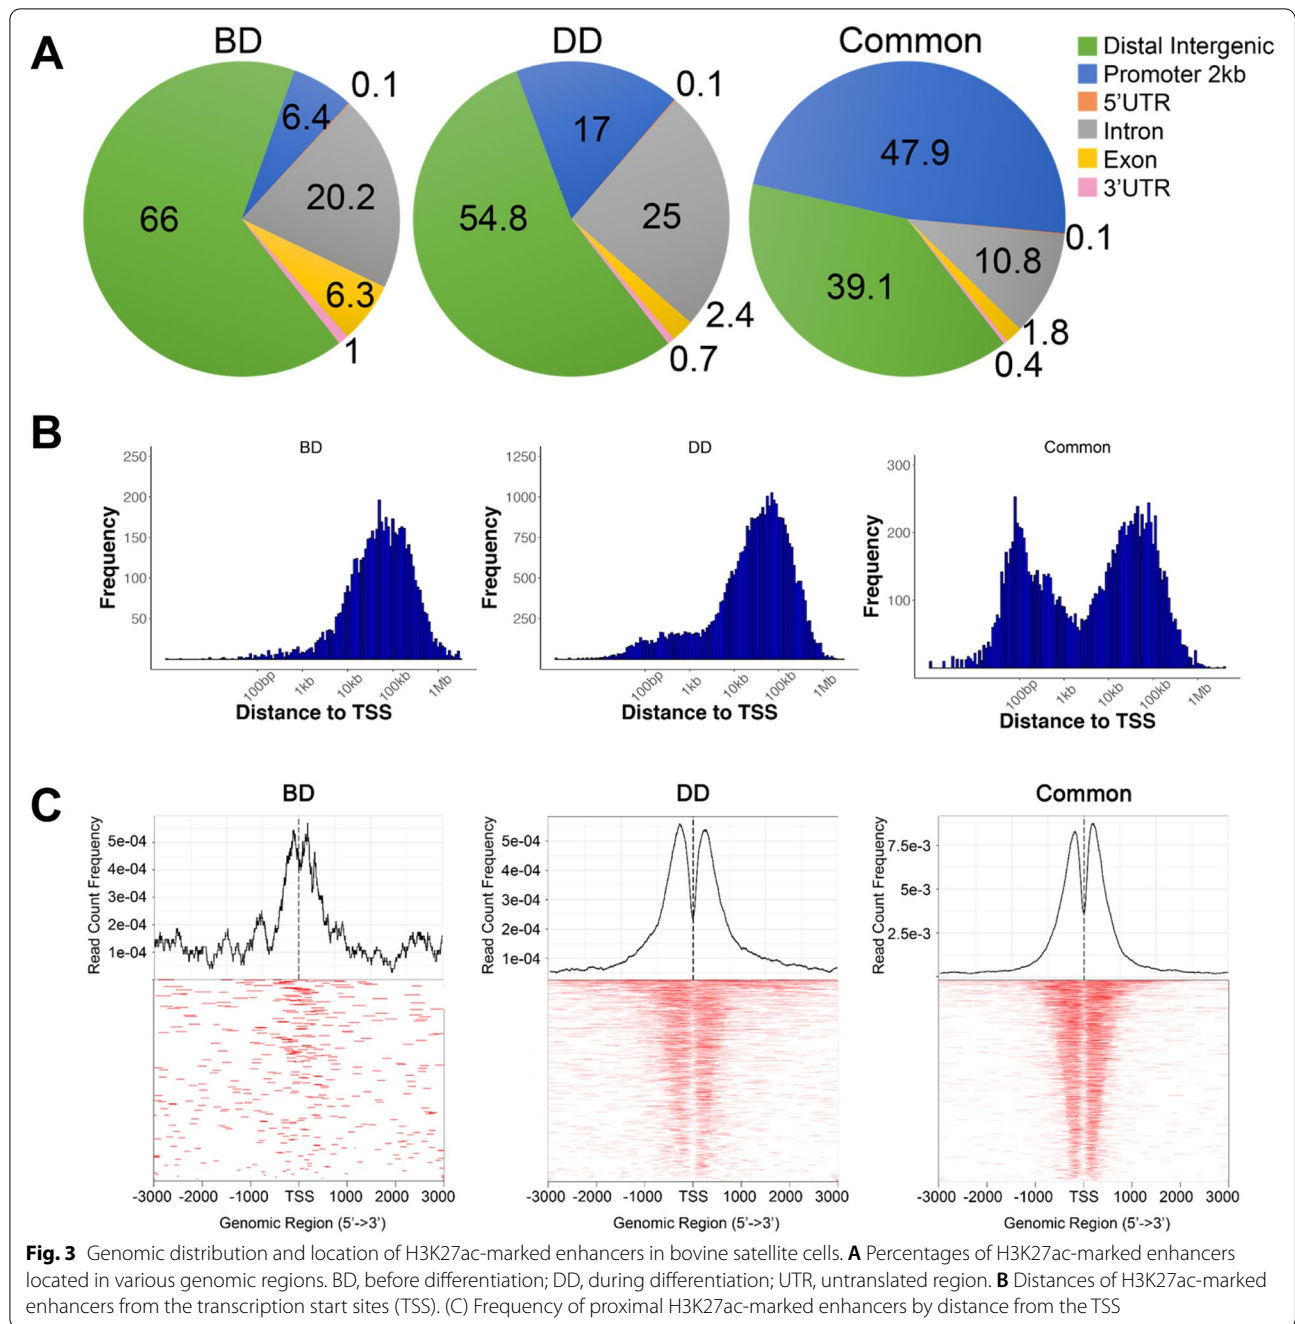 A
BD
DD
Common
Distal Intergenic
Promoter 2kb
5'UTR
Intron
Exon
3'UTR
6.4
0.1
66
20.2
6.3
1
17
0.1
54.8
25
2.4
0.7
47.9
0.1
39.1
10.8
1.8
0.4
B
BD
250
200
150
100
50
Frequency
100bp
1kb
10kb
100kb
1Mb
Distance to TSS
DD
1250
1000
750
500
250
Frequency
100bp
1kb
10kb
100kb
1Mb
Distance to TSS
Common
300
200
100
Frequency
100bp
1kb
10kb
100kb
1Mb
Distance to TSS
C
BD
Read Count Frequency
5e-04
4e-04
3e-04
2e-04
1e-04
-3000 -2000 -1000 TSS 1000 2000 3000
Genomic Region (5'->3')
DD
Read Count Frequency
5e-04
4e-04
3e-04
2e-04
1e-04
-3000 -2000 -1000 TSS 1000 2000 3000
Genomic Region (5'->3')
Common
Read Count Frequency
7.5e-3
5e-3
2.5e-3
-3000 -2000 -1000 TSS 1000 2000 3000
Genomic Region (5'->3')
Fig. 3 Genomic distribution and location of H3K27ac-marked enhancers in bovine satellite cells. A Percentages of H3K27ac-marked enhancers
located in various genomic regions. BD, before differentiation; DD, during differentiation; UTR, untranslated region. B Distances of H3K27ac-marked
enhancers from the transcription start sites (TSS). (C) Frequency of proximal H3K27ac-marked enhancers by distance from the TSS